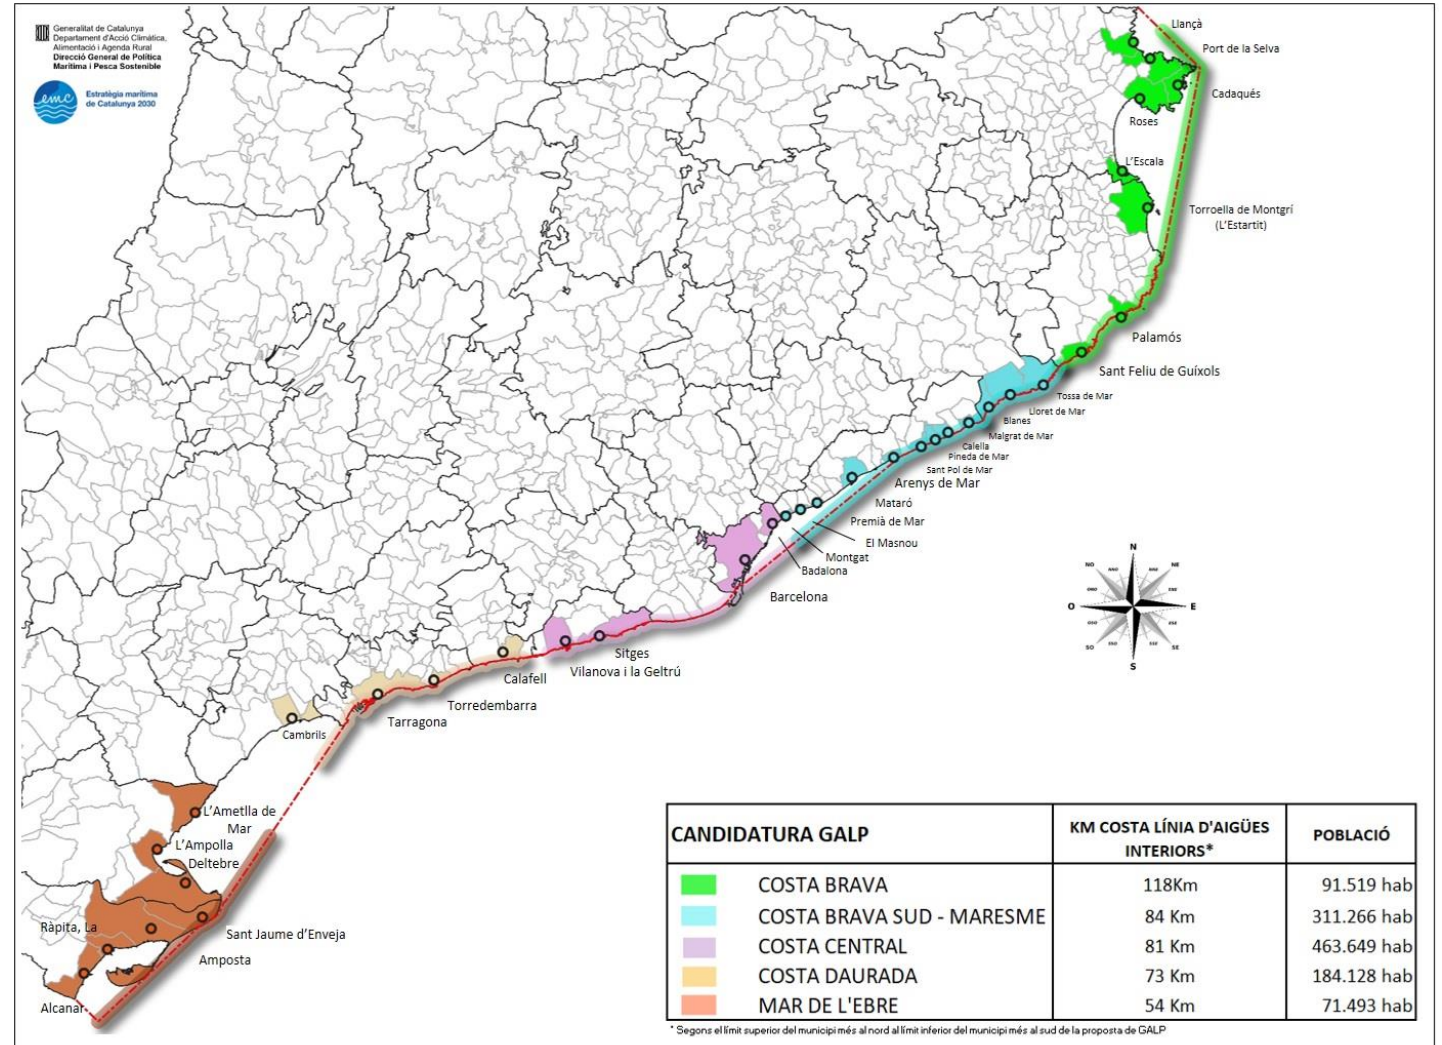 Generalitat de Catalunya
Departament d'Acció Climàtica,
Alimentació i Agenda Rural
Direcció General de Política
Marítima i Pesca Sostenible
emc
Estratègia marítima
de Catalunya 2030
Llançà
Port de la Selva
Cadaqués
Roses
L'Escala
Torroella de Montgrí
(L'Estartit)
Palamós
Sant Feliu de Guíxols
Tossa de Mar
Lloret de Mar
Blanes
Malgrat de Mar
Calella
Pineda de Mar
Sant Pol de Mar
Arenys de Mar
Mataró
Premià de Mar
El Masnou
Montgat
Badalona
Barcelona
Sitges
Vilanova i la Geltrú
Calafell
Torredembarra
Tarragona
Cambrils
L'Ametlla de
Mar
L'Ampolla
Deltebre
Ràpita, La
Sant Jaume d'Enveja
Amposta
Alcanar
N
NO
NE
O
E
SO
SE
S
CANDIDATURA GALP
KM COSTA LÍNIA D'AIGÜES
INTERIORS*
POBLACIÓ
COSTA BRAVA 118Km 91.519 hab
COSTA BRAVA SUD - MARESME 84 Km 311.266 hab
COSTA CENTRAL 81 Km 463.649 hab
COSTA DAURADA 73 Km 184.128 hab
MAR DE L'EBRE 54 Km 71.493 hab
* Segons el límit superior del municipi més al nord al límit inferior del municipi més al sud de la proposta de GALP